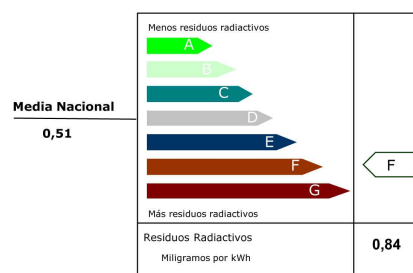 Menos residuos radiactivos
A
B
C
Media Nacional
D
0,51
E
F
F
G
Más residuos radiactivos
Residuos Radiactivos
0,84
Miligramos por kWh